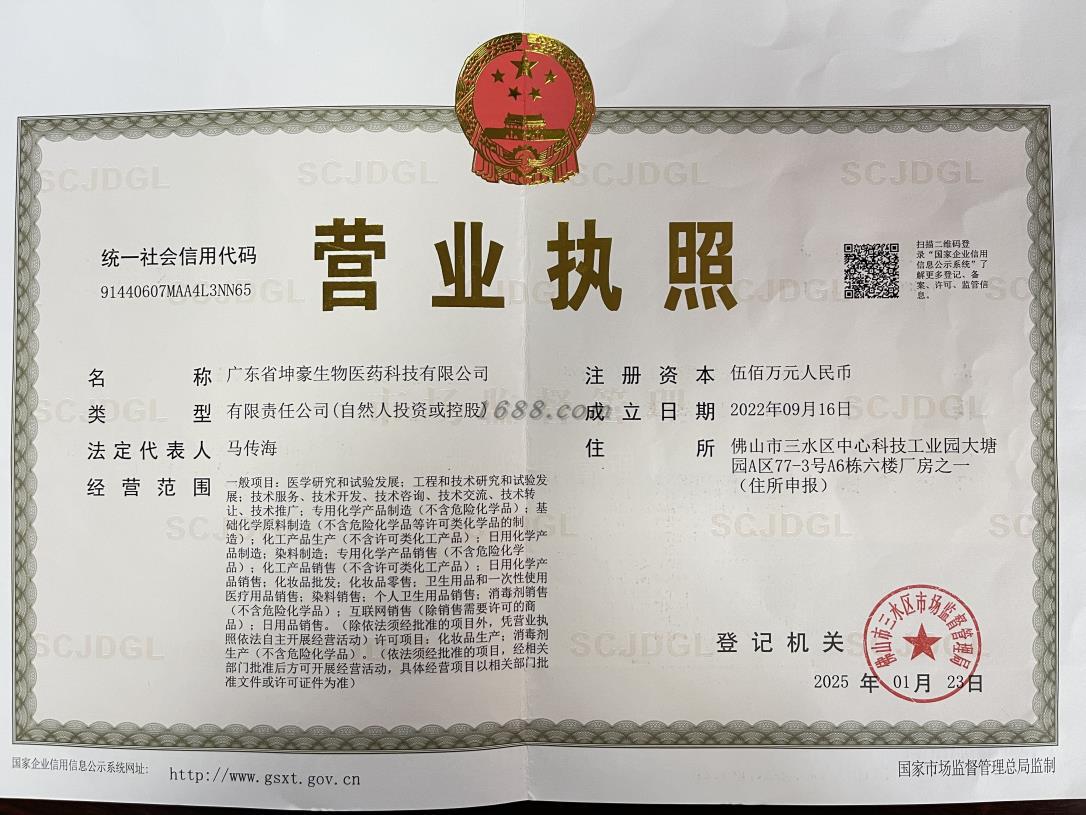 营业执照
统一社会信用代码
91440607MAA4L3NN65
扫描二维码登
录“国家企业信用
信息公示系统”了
解更多登记、备
案、许可、监管信
息。
名称 广东省坤豪生物医药科技有限公司
类型 有限责任公司(自然人投资或控股)
法定代表人 马传海
经营范围 一般项目：医学研究和试验发展；工程和技术研究和试验发
展；技术服务、技术开发、技术咨询、技术交流、技术转
让、技术推广；专用化学产品制造（不含危险化学品）；基
础化学原料制造（不含危险化学品等许可类化学品的制
造）；化工产品生产（不含许可类化工产品）；日用化学产
品制造；染料制造；专用化学产品销售（不含危险化学
品）；化工产品销售（不含许可类化工产品）；日用化学产
品销售；化妆品批发；化妆品零售；卫生用品和一次性使用
医疗用品销售；染料销售；个人卫生用品销售；消毒剂销售
（不含危险化学品）；互联网销售（除销售需要许可的商
品）；日用品销售。（除依法须经批准的项目外，凭营业执
照依法自主开展经营活动）许可项目：化妆品生产；消毒剂
生产（不含危险化学品）。（依法须经批准的项目，经相关
部门批准后方可开展经营活动，具体经营项目以相关部门批
准文件或许可证件为准）
注册资本 伍佰万元人民币
成立日期 2022年09月16日
住所 佛山市三水区中心科技工业园大塘
园A区77-3号A6栋六楼厂房之一
（住所申报）
1688.com
登记机关
佛山市三水区市场监督管理局
2025年01月23日
国家企业信用信息公示系统网址: http://www.gsxt.gov.cn
国家市场监督管理总局监制
SCJDGL
SCJDGL
SCJDGL
SCJDGL